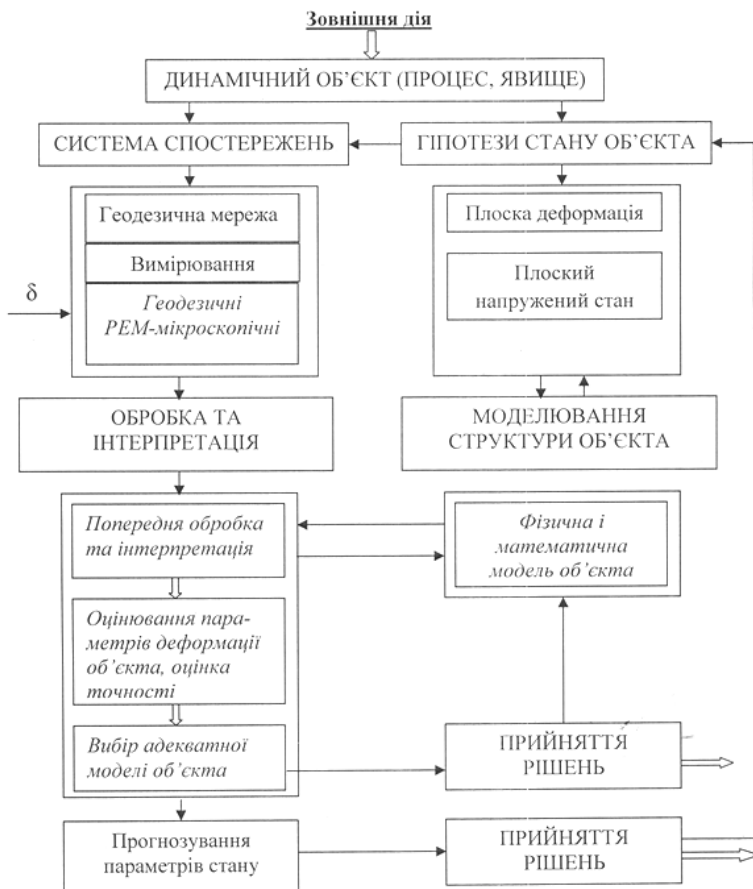 Зовнішня дія
ДИНАМІЧНИЙ ОБ’ЄКТ (ПРОЦЕС, ЯВИЩЕ)
СИСТЕМА СПОСТЕРЕЖЕНЬ
ГІПОТЕЗИ СТАНУ ОБ’ЄКТА
Геодезична мережа
Вимірювання
Геодезичні
РЕМ-мікроскопічні
δ
Плоска деформація
Плоский
напружений стан
ОБРОБКА ТА
ІНТЕРПРЕТАЦІЯ
МОДЕЛЮВАННЯ
СТРУКТУРИ ОБ’ЄКТА
Попередня обробка
та інтерпретація
Фізична і
математична
модель об’єкта
Оцінювання пара-
метрів деформації
об’єкта, оцінка
точності
Вибір адекватної
моделі об’єкта
ПРИЙНЯТТЯ
РІШЕНЬ
Прогнозування
параметрів стану
ПРИЙНЯТТЯ
РІШЕНЬ